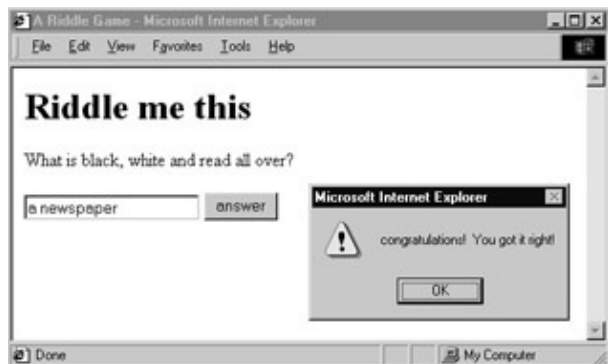 A Riddle Game - Microsoft Internet Explorer
File Edit View Favorites Tools Help
Riddle me this
What is black, white and read all over?
a newspaper answer
Microsoft Internet Explorer
congratulations! You got it right!
OK
Done My Computer